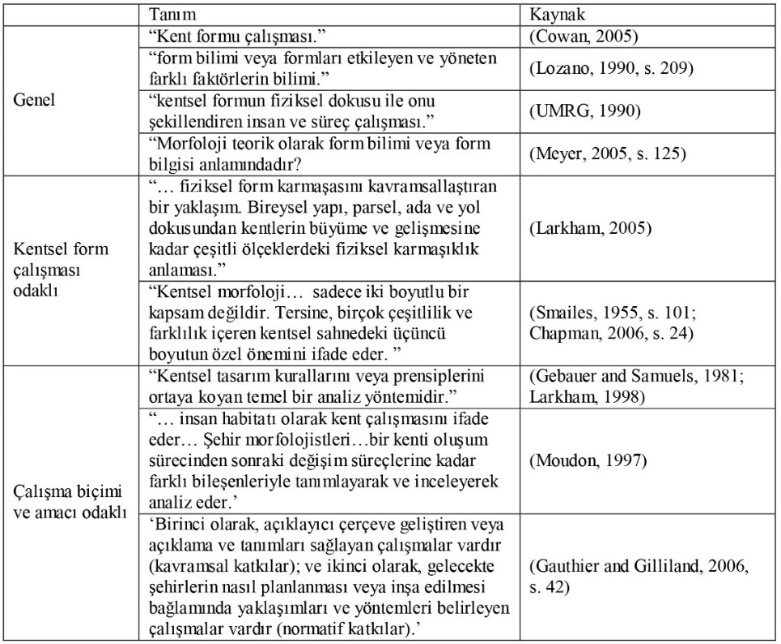 Tanım Kaynak
Genel
“Kent formu çalışması.” (Cowan, 2005)
“form bilimi veya formları etkileyen ve yöneten
farklı faktörlerin bilimi.”
(Lozano, 1990, s. 209)
“kentsel formun fiziksel dokusu ile onu
şekillendiren insan ve süreç çalışması.”
(UMRG, 1990)
“Morfoloji teorik olarak form bilimi veya form
bilgisi anlamındadır?
(Meyer, 2005, s. 125)
Kentsel form
çalışması
odaklı
“… fiziksel form karmaşasını kavramsallaştıran
bir yaklaşım. Bireysel yapı, parsel, ada ve yol
dokusundan kentlerin büyüme ve gelişmesine
kadar çeşitli ölçeklerdeki fiziksel karmaşıklık
anlaması.”
(Larkham, 2005)
“Kentsel morfoloji… sadece iki boyutlu bir
kapsam değildir. Tersine, birçok çeşitlilik ve
farklılık içeren kentsel sahnedeki üçüncü
boyutun özel önemini ifade eder. ”
(Smailes, 1955, s. 101;
Chapman, 2006, s. 24)
Çalışma biçimi
ve amacı odaklı
“Kentsel tasarım kurallarını veya prensiplerini
ortaya koyan temel bir analiz yöntemidir.”
(Gebauer and Samuels, 1981;
Larkham, 1998)
“… insan habitatı olarak kent çalışmasını ifade
eder… Şehir morfolojistleri…bir kenti oluşum
sürecinden sonraki değişim süreçlerine kadar
farklı bileşenleriyle tanımlayarak ve inceleyerek
analiz eder.’
(Moudon, 1997)
‘Birinci olarak, açıklayıcı çerçeve geliştiren veya
açıklama ve tanımları sağlayan çalışmalar vardır
(kavramsal katkılar); ve ikinci olarak, gelecekte
şehirlerin nasıl planlanması veya inşa edilmesi
bağlamında yaklaşımları ve yöntemleri belirleyen
çalışmalar vardır (normatif katkılar).’
(Gauthier and Gilliland, 2006,
s. 42)